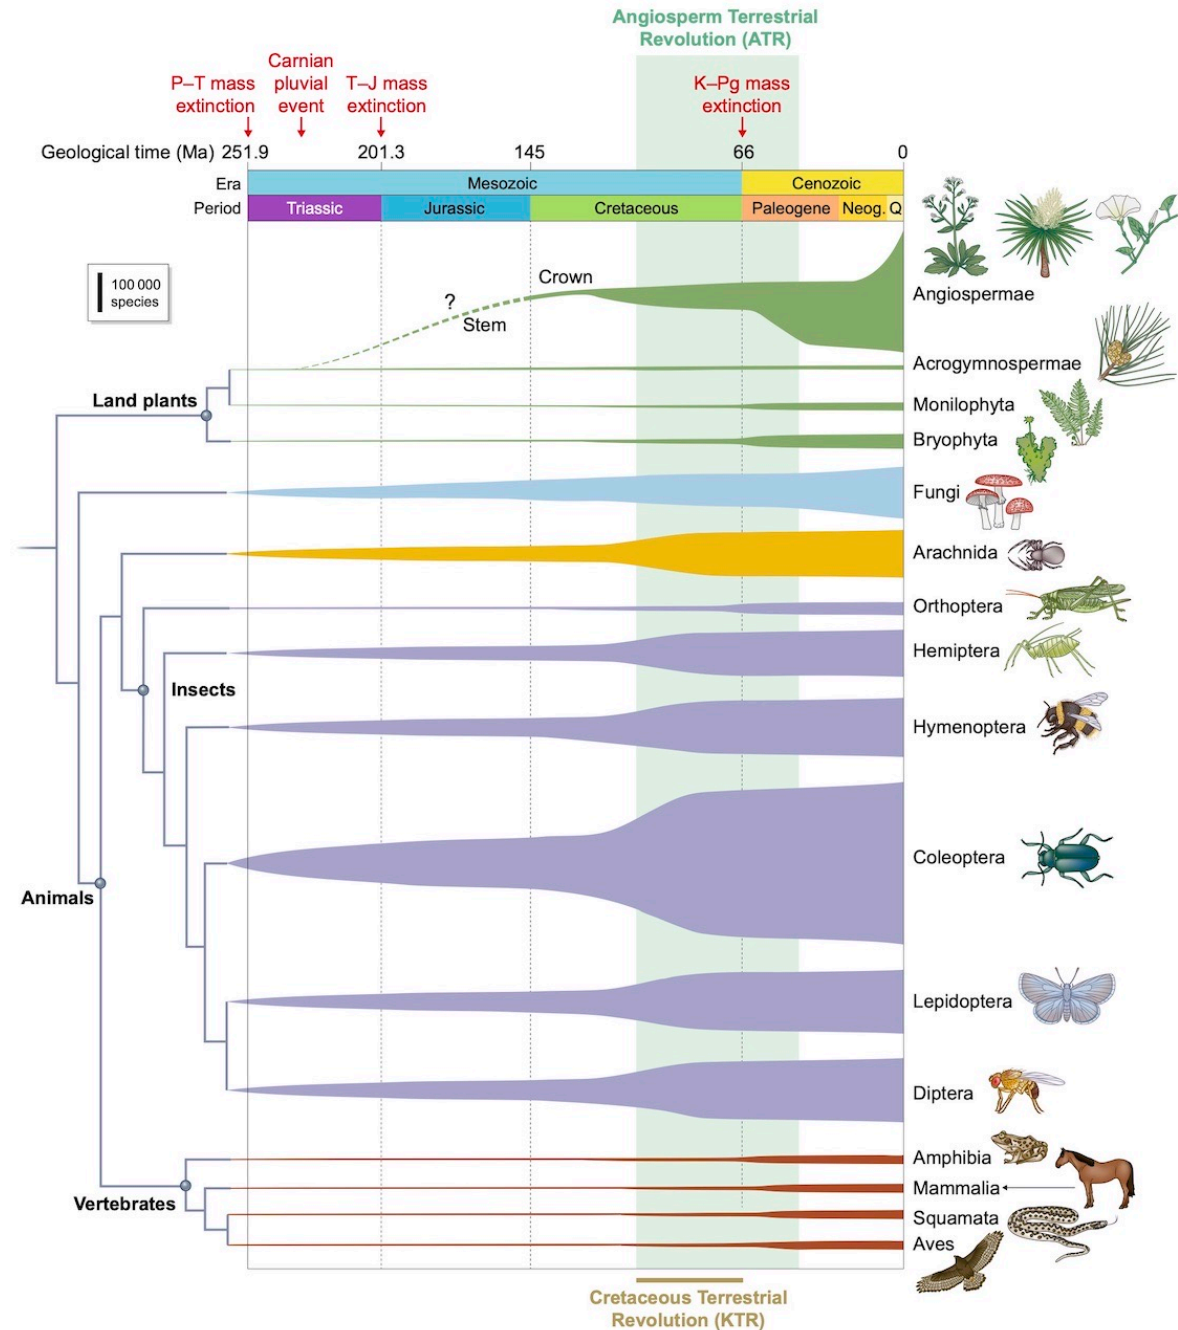 Angiosperm Terrestrial
Revolution (ATR)
Carnian
pluvial
event
P–T mass
extinction
T–J mass
extinction
K–Pg mass
extinction
Geological time (Ma) 251.9 201.3 145 66 0
Era Mesozoic Cenozoic
Period Triassic Jurassic Cretaceous Paleogene Neog. Q
100 000
species
Crown
?
Stem
Angiospermae
Acrogymnospermae
Land plants
Monilophyta
Bryophyta
Fungi
Arachnida
Orthoptera
Hemiptera
Insects
Hymenoptera
Coleoptera
Animals
Lepidoptera
Diptera
Amphibia
Mammalia
Vertebrates
Squamata
Aves
Cretaceous Terrestrial
Revolution (KTR)